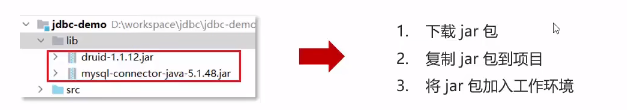 jdbc-demo D:\workspace\jdbc\jdbc-demo
lib
druid-1.1.12.jar
mysql-connector-java-5.1.48.jar
src
1. 下载 jar 包
2. 复制 jar 包到项目
3. 将 jar 包加入工作环境